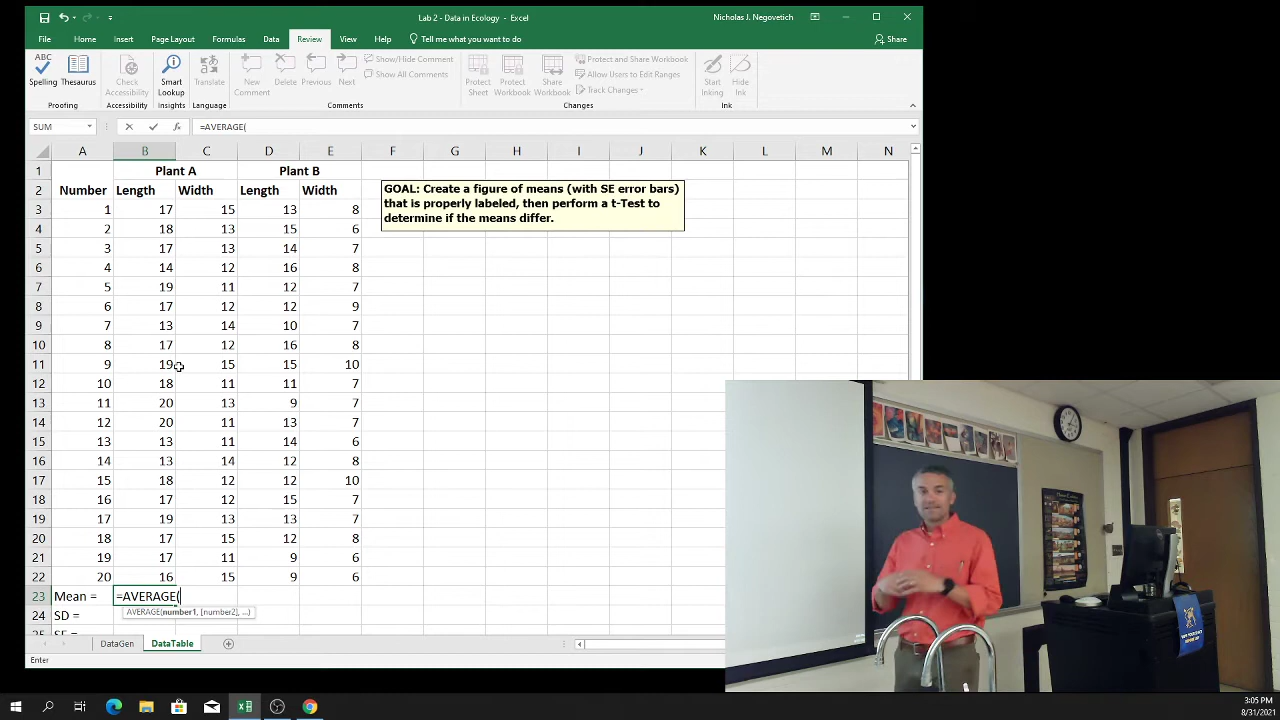 Lab 2 - Data in Ecology - Excel
Nicholas J. Negovetich
File Home Insert Page Layout Formulas Data Review View Help Tell me what you want to do Share
ABC
Spelling Thesaurus Check Accessibility Smart Lookup Translate New Comment Delete Previous Next Show/Hide Comment Show All Comments Protect Sheet Protect Workbook Share Workbook Protect and Share Workbook Allow Users to Edit Ranges Track Changes Start Inking Hide Ink
Proofing Accessibility Insights Language Comments Changes Ink
SUM fx =AVERAGE(
A B C D E F G H I J K L M N
1 Plant A Plant B
2 Number Length Width Length Width
3 1 17 15 13 8
4 2 18 13 15 6
5 3 17 13 14 7
6 4 14 12 16 8
7 5 19 11 12 7
8 6 17 12 12 9
9 7 13 14 10 7
10 8 17 12 16 8
11 9 19 15 15 10
12 10 18 11 11 7
13 11 20 13 9 7
14 12 20 11 13 7
15 13 13 11 14 6
16 14 13 14 12 8
17 15 18 12 12 10
18 16 17 12 15 7
19 17 19 13 13 7
20 18 17 15 12 8
21 19 17 11 9 6
22 20 16 15 9 6
23 Mean = =AVERAGE(
AVERAGE(number1, [number2], ...)
24 SD =
25 SE =
GOAL: Create a figure of means (with SE error bars)
that is properly labeled, then perform a t-Test to
determine if the means differ.
DataGen DataTable
Enter
3:05 PM
8/31/2021